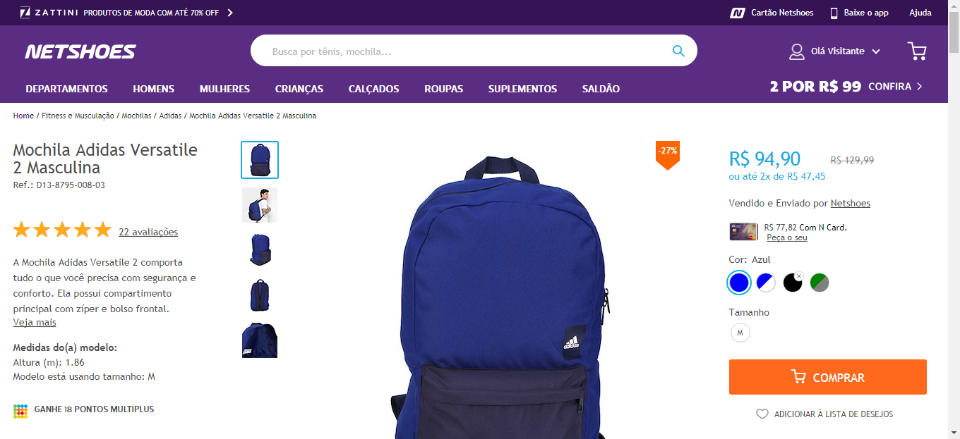 ZATTINI PRODUTOS DE MODA COM ATÉ 70% OFF
Cartão Netshoes
Baixe o app
Ajuda
NETSHOES
Busca por tênis, mochila...
Olá Visitante
DEPARTAMENTOS HOMENS MULHERES CRIANÇAS CALÇADOS ROUPAS SUPLEMENTOS SALDÃO
2 POR R$ 99 CONFIRA
Home / Fitness e Musculação / Mochilas / Adidas / Mochila Adidas Versatile 2 Masculina
Mochila Adidas Versatile
2 Masculina
Ref.: D13-8795-008-03
22 avaliações
A Mochila Adidas Versatile 2 comporta
tudo o que você precisa com segurança e
conforto. Ela possui compartimento
principal com zíper e bolso frontal.
Veja mais
Medidas do(a) modelo:
Altura (m): 1.86
Modelo está usando tamanho: M
GANHE 18 PONTOS MULTIPLUS
-27%
adidas
R$ 94,90 R$ 129,99
ou até 2x de R$ 47,45
Vendido e Enviado por Netshoes
R$ 77,82 Com N Card.
Peça o seu
Cor: Azul
Tamanho
M
COMPRAR
ADICIONAR À LISTA DE DESEJOS